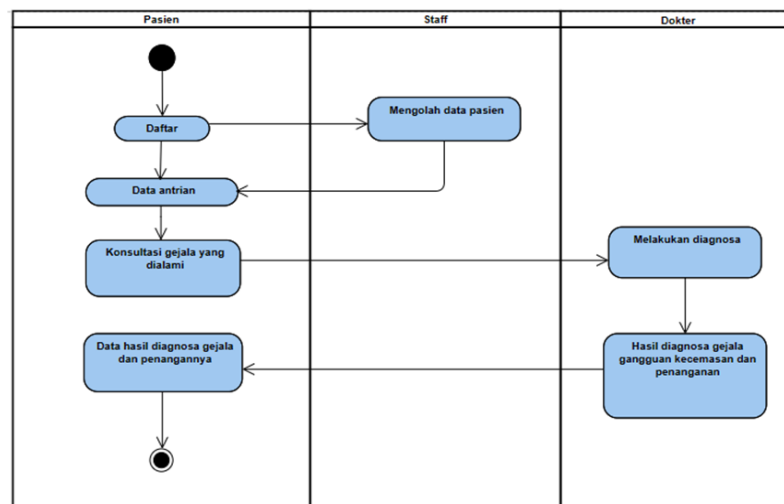 Pasien
Staff
Dokter
Daftar
Mengolah data pasien
Data antrian
Konsultasi gejala yang
dialami
Melakukan diagnosa
Data hasil diagnosa gejala
dan penangannya
Hasil diagnosa gejala
gangguan kecemasan dan
penanganan